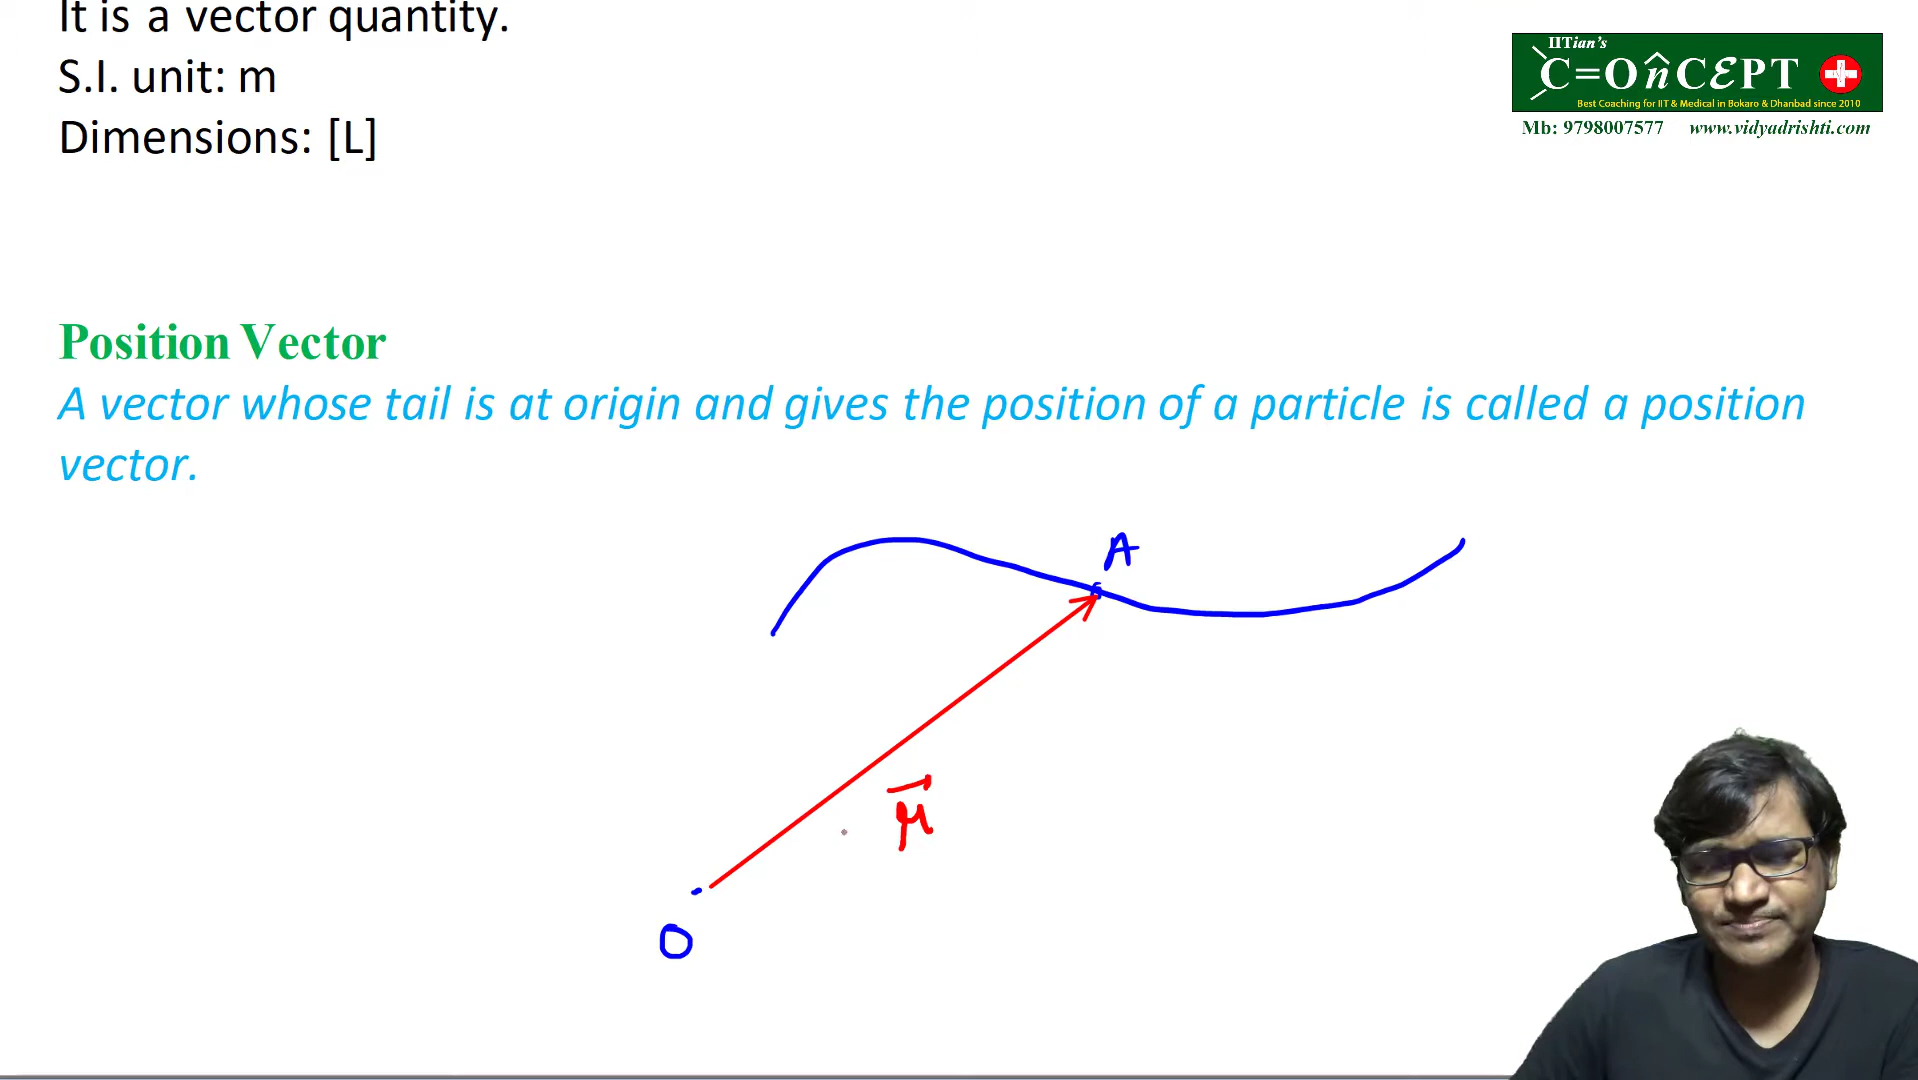 It is a vector quantity.
S.I. unit: m
Dimensions: [L]
IITian's
C=On̂CƐPT
Best Coaching for IIT & Medical in Bokaro & Dhanbad since 2010
Mb: 9798007577 www.vidyadrishti.com
Position Vector
A vector whose tail is at origin and gives the position of a particle is called a position
vector.
A
O